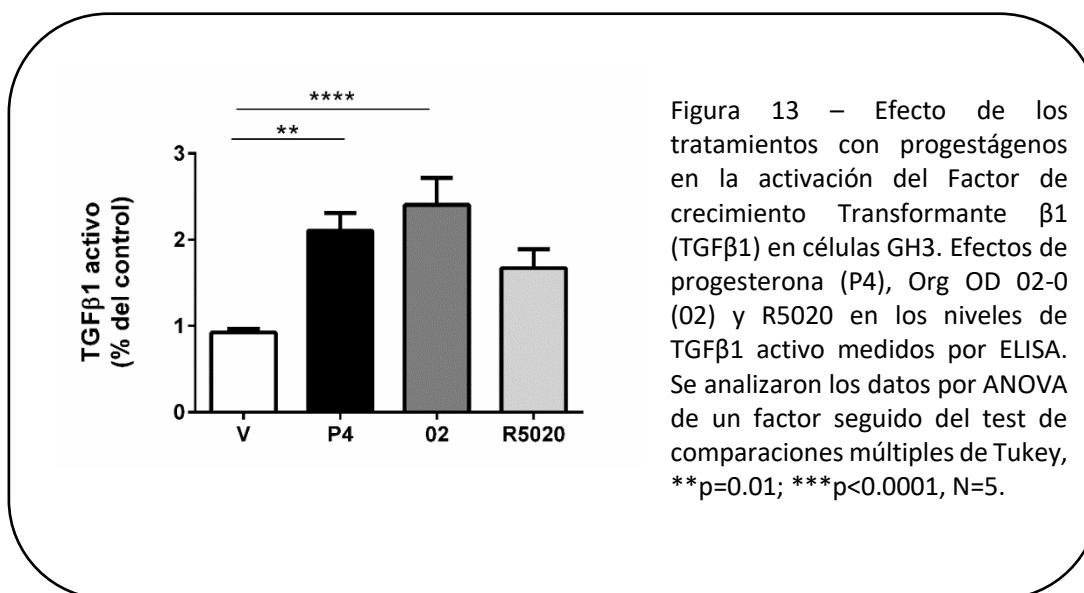 ****
**
3
2
1
0
TGFβ1 activo
(% del control)
V P4 02 R5020
Figura 13 – Efecto de los
tratamientos con progestágenos
en la activación del Factor de
crecimiento Transformante β1
(TGFβ1) en células GH3. Efectos de
progesterona (P4), Org OD 02-0
(02) y R5020 en los niveles de
TGFβ1 activo medidos por ELISA.
Se analizaron los datos por ANOVA
de un factor seguido del test de
comparaciones múltiples de Tukey,
**p=0.01; ***p<0.0001, N=5.